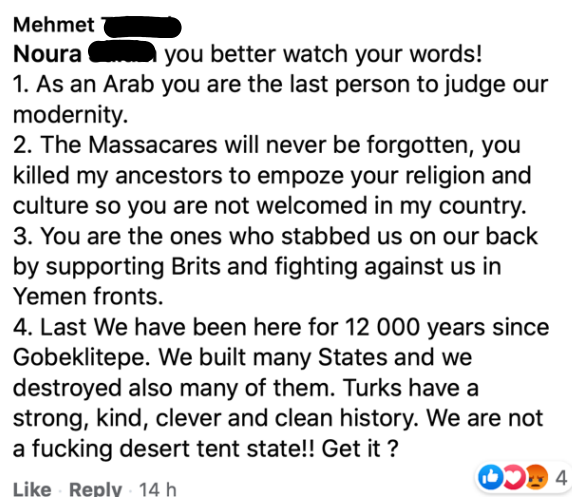 Mehmet
Noura you better watch your words!
1. As an Arab you are the last person to judge our
modernity.
2. The Massacares will never be forgotten, you
killed my ancestors to empoze your religion and
culture so you are not welcomed in my country.
3. You are the ones who stabbed us on our back
by supporting Brits and fighting against us in
Yemen fronts.
4. Last We have been here for 12 000 years since
Gobeklitepe. We built many States and we
destroyed also many of them. Turks have a
strong, kind, clever and clean history. We are not
a fucking desert tent state!! Get it ?
Like · Reply · 14 h
4